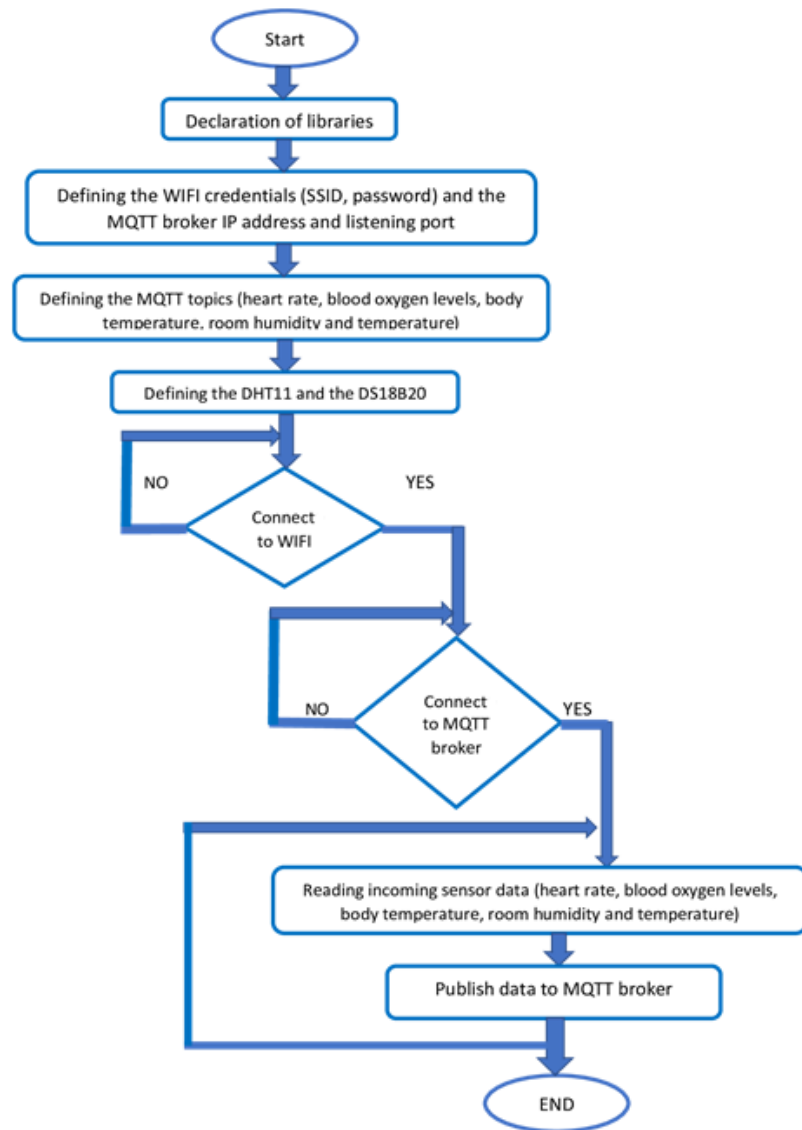 Start
Declaration of libraries
Defining the WIFI credentials (SSID, password) and the
MQTT broker IP address and listening port
Defining the MQTT topics (heart rate, blood oxygen levels, body
temperature, room humidity and temperature)
Defining the DHT11 and the DS18B20
NO
YES
Connect
to WIFI
NO
Connect
to MQTT
broker
YES
Reading incoming sensor data (heart rate, blood oxygen levels,
body temperature, room humidity and temperature)
Publish data to MQTT broker
END